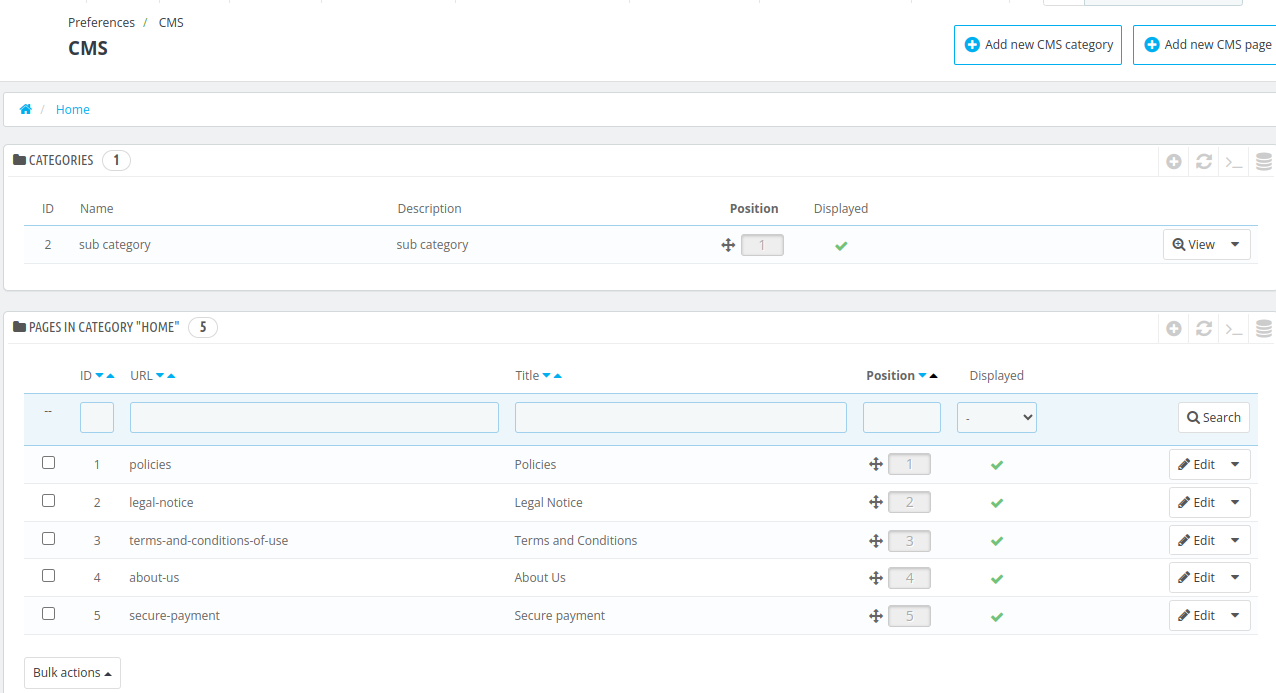 Preferences / CMS
CMS
Add new CMS category
Add new CMS page
/ Home
CATEGORIES 1
ID Name Description Position Displayed
2 sub category sub category 1 View
PAGES IN CATEGORY "HOME" 5
ID URL Title Position Displayed
-- - Search
1 policies Policies 1 Edit
2 legal-notice Legal Notice 2 Edit
3 terms-and-conditions-of-use Terms and Conditions 3 Edit
4 about-us About Us 4 Edit
5 secure-payment Secure payment 5 Edit
Bulk actions